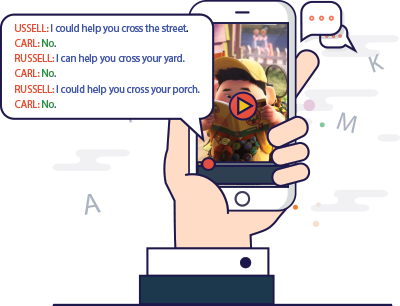 USSELL: I could help you cross the street.
CARL: No.
RUSSELL: I can help you cross your yard.
CARL: No.
RUSSELL: I could help you cross your porch.
CARL: No.
K
M
A